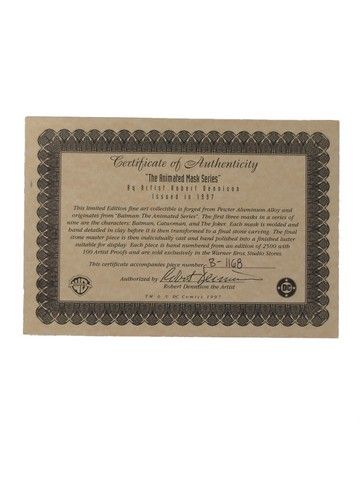 Certificate of Authenticity
"The Animated Mask Series"
By Artist Robert Dennison
issued in 1997
This limited Edition fine art collectible is forged from Pewter Aluminum Alloy and
originates from "Batman The Antomated Series". The first three masks in a series of
nine are the characters; Batman, Catwoman, and The Joker. Each mask is molded and
hand detailed in clay before it is then transformed to a final stone carving. The final
stone master piece is then individually cast and hand polished into a finished luster
suitable for display. Each piece is hand numbered from an edition of 2500 with
100 Artist Proofs and are sold exclusively in the Warner Bros. Studio Stores
This certificate accompanies piece number: B-1168
Authorized by Robert Dennison
Robert Dennison the Artist
TM & © DC Comics 1997
WB
DC